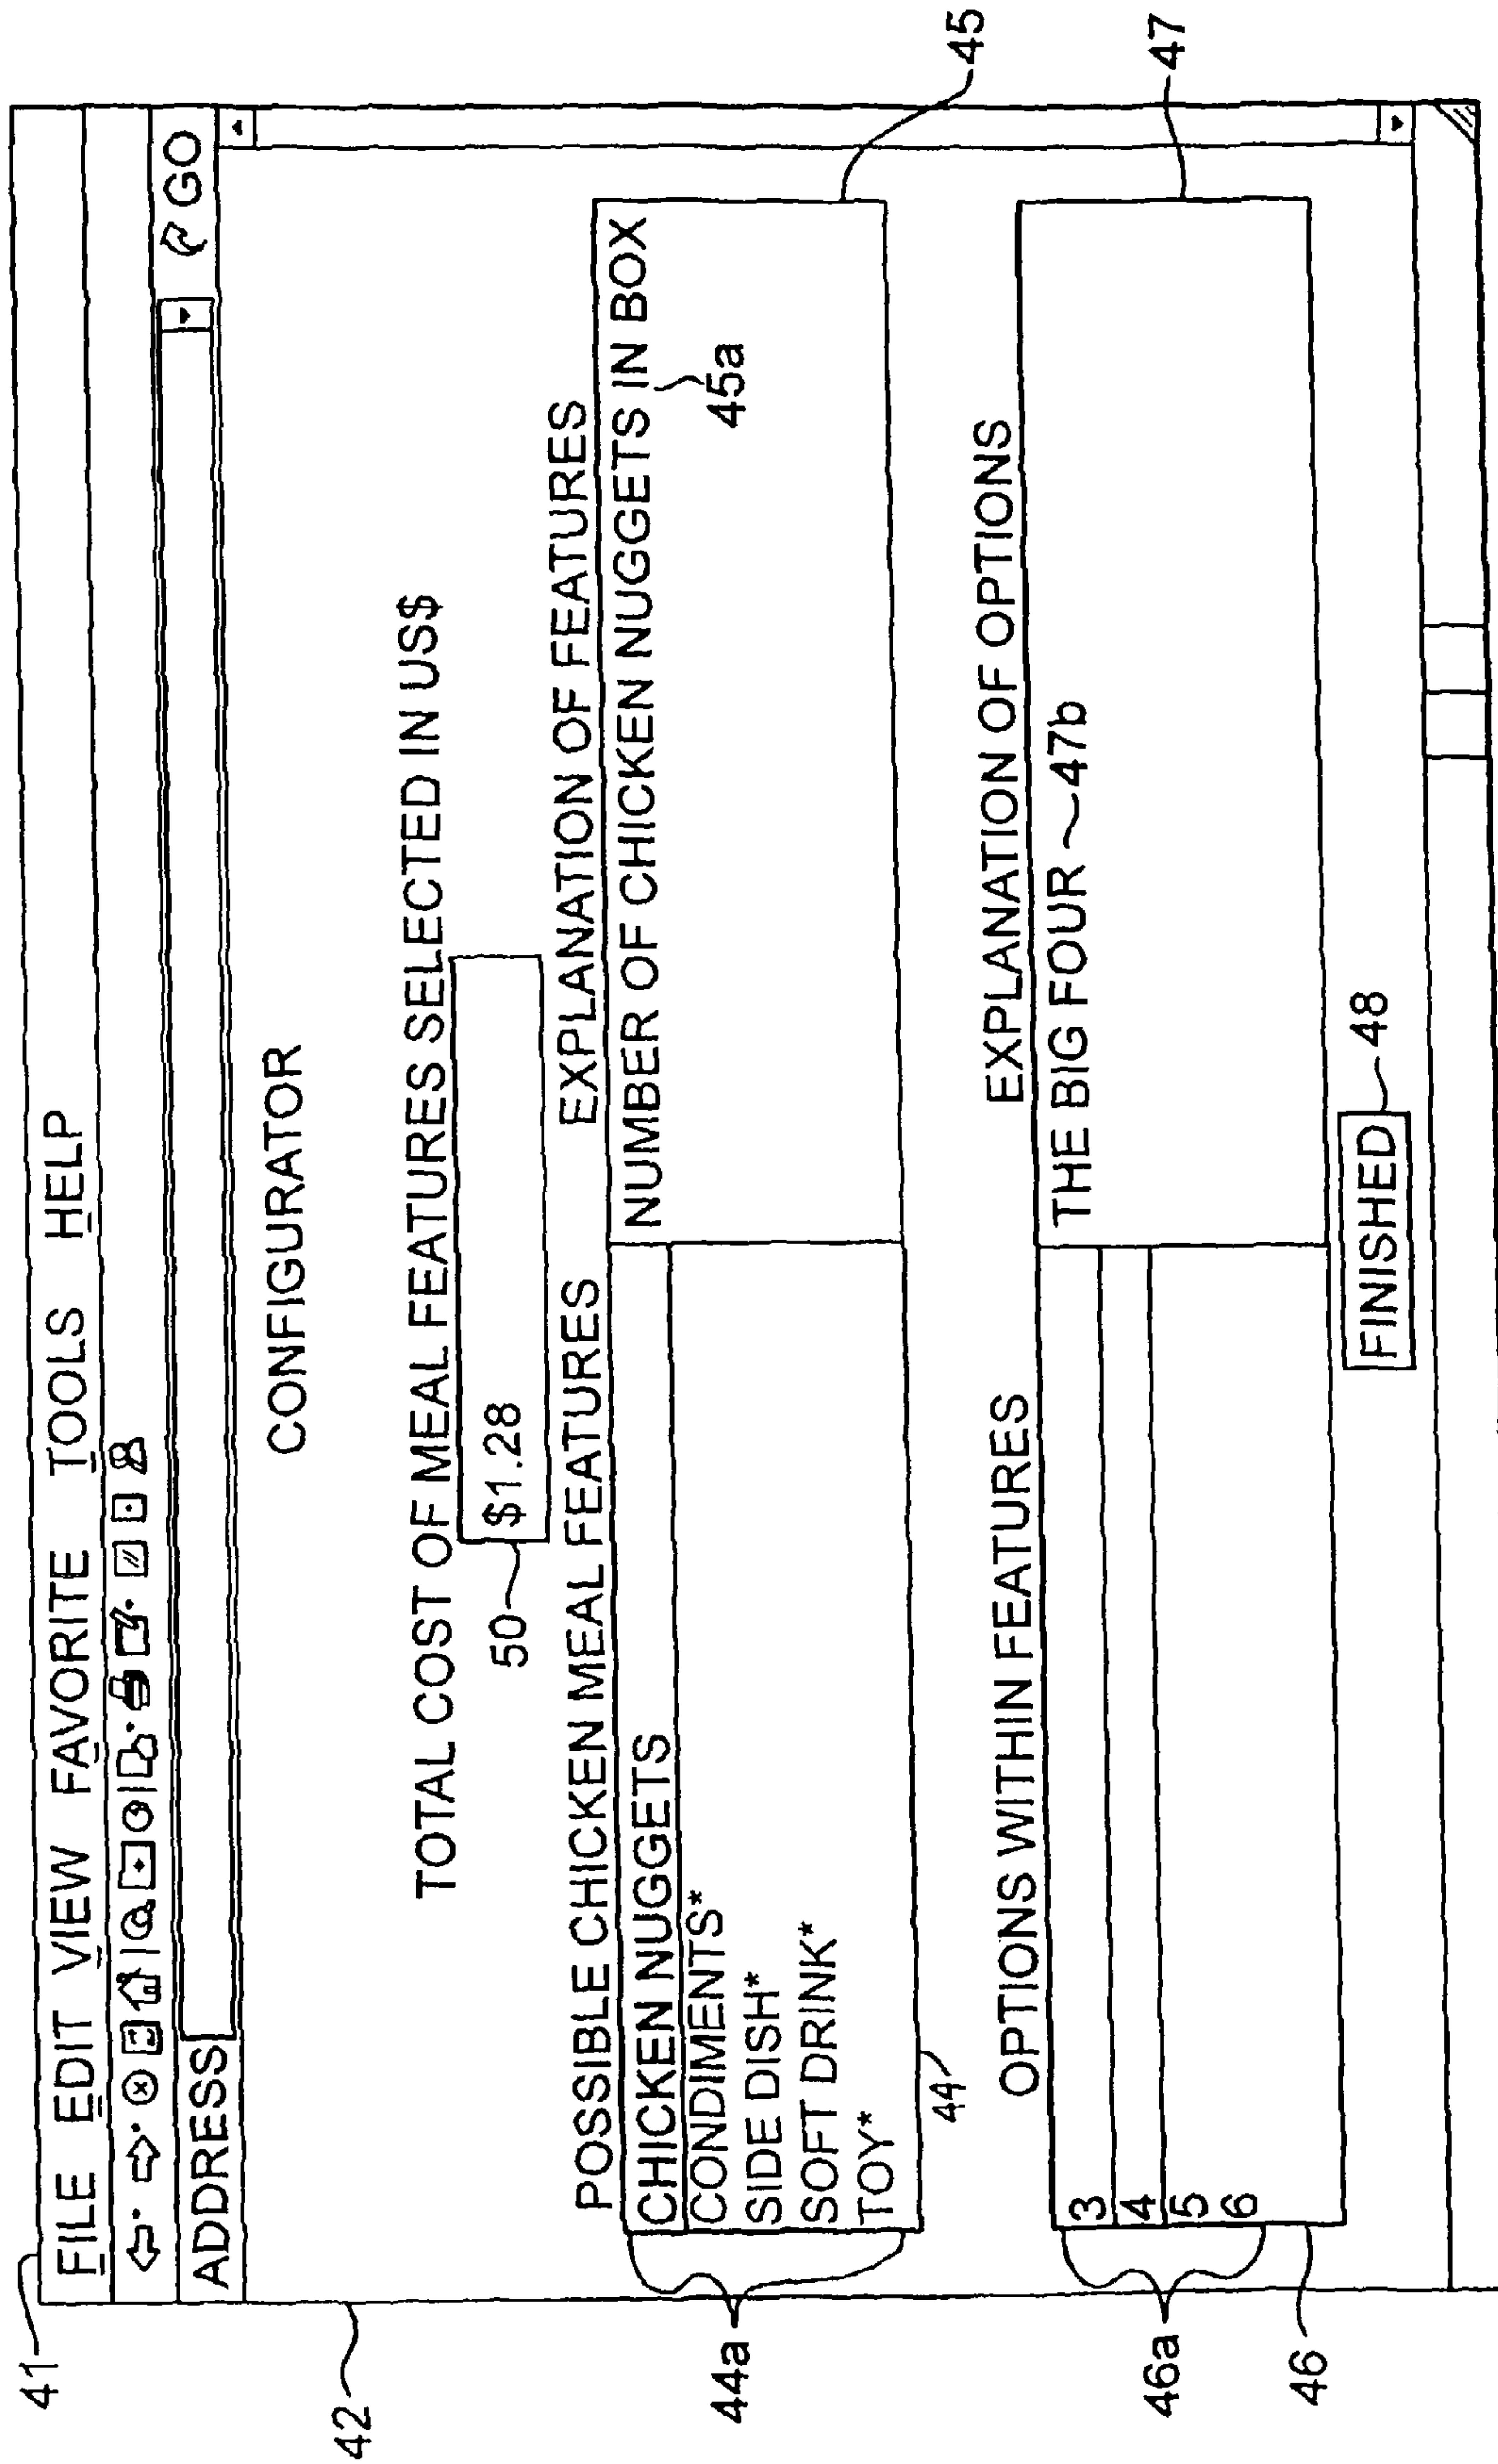 41
FILE EDIT VIEW FAVORITE TOOLS HELP
ADDRESS
GO
42
CONFIGURATOR
TOTAL COST OF MEAL FEATURES SELECTED IN US$
50
$1.28
POSSIBLE CHICKEN MEAL FEATURES
EXPLANATION OF FEATURES
CHICKEN NUGGETS
CONDIMENTS*
SIDE DISH*
SOFT DRINK*
TOY*
44a
44
NUMBER OF CHICKEN NUGGETS IN BOX
45a
45
OPTIONS WITHIN FEATURES
EXPLANATION OF OPTIONS
3
4
5
6
46a
46
THE BIG FOUR
47b
47
FINISHED
48